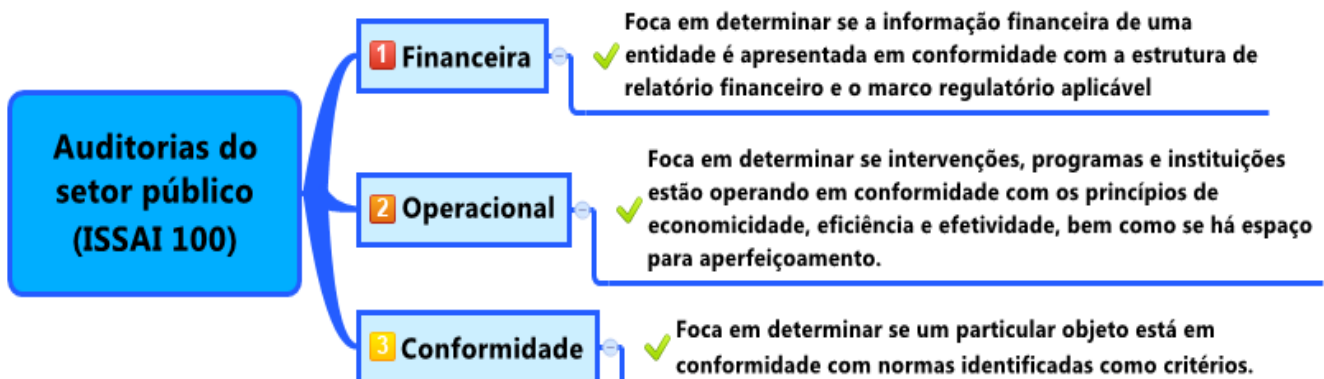 Auditorias do
setor público
(ISSAI 100)
1 Financeira
Foca em determinar se a informação financeira de uma
entidade é apresentada em conformidade com a estrutura de
relatório financeiro e o marco regulatório aplicável
2 Operacional
Foca em determinar se intervenções, programas e instituições
estão operando em conformidade com os princípios de
economicidade, eficiência e efetividade, bem como se há espaço
para aperfeiçoamento.
3 Conformidade
Foca em determinar se um particular objeto está em
conformidade com normas identificadas como critérios.